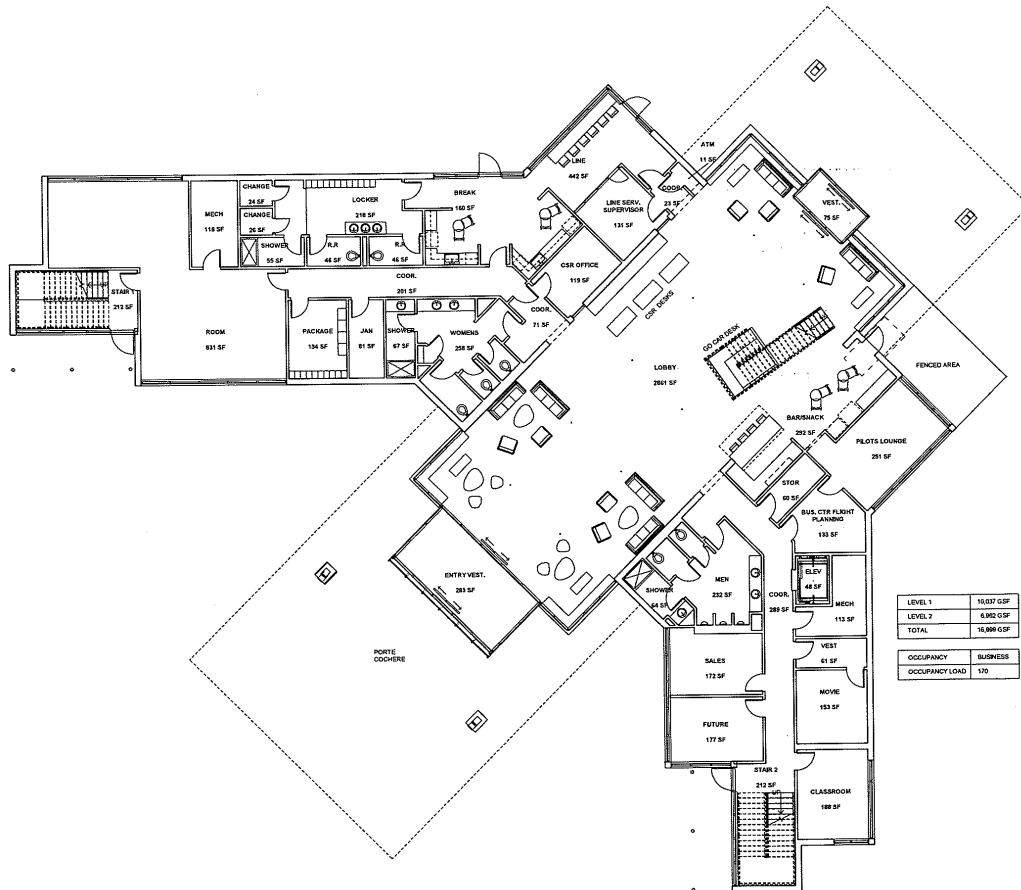 ATM
11 SF
LINE
442 SF
COOR.
23 SF
LINE SERV.
SUPERVISOR
131 SF
VEST.
75 SF
CHANGE
24 SF
CHANGE
26 SF
MECH
118 SF
LOCKER
218 SF
BREAK
160 SF
SHOWER
55 SF
R.R
46 SF
R.R
46 SF
CSR OFFICE
119 SF
COOR.
201 SF
COOR.
71 SF
CSR DESKS
STAIR 1
212 SF
ROOM
831 SF
PACKAGE
134 SF
JAN
81 SF
SHOWER
67 SF
WOMENS
258 SF
GO CAR DESK
LOBBY
2861 SF
FENCED AREA
BAR/SNACK
292 SF
PILOTS LOUNGE
251 SF
STOR
60 SF
BUS. CTR FLIGHT
PLANNING
133 SF
ENTRY VEST.
283 SF
ELEV
48 SF
MEN
232 SF
SHOWER
64 SF
COOR.
289 SF
MECH
113 SF
LEVEL 1 10,037 GSF
LEVEL 2 6,962 GSF
TOTAL 16,999 GSF
OCCUPANCY BUSINESS
OCCUPANCY LOAD 170
PORTE
COCHERE
SALES
172 SF
VEST
61 SF
MOVIE
153 SF
FUTURE
177 SF
STAIR 2
212 SF
UP
CLASSROOM
188 SF